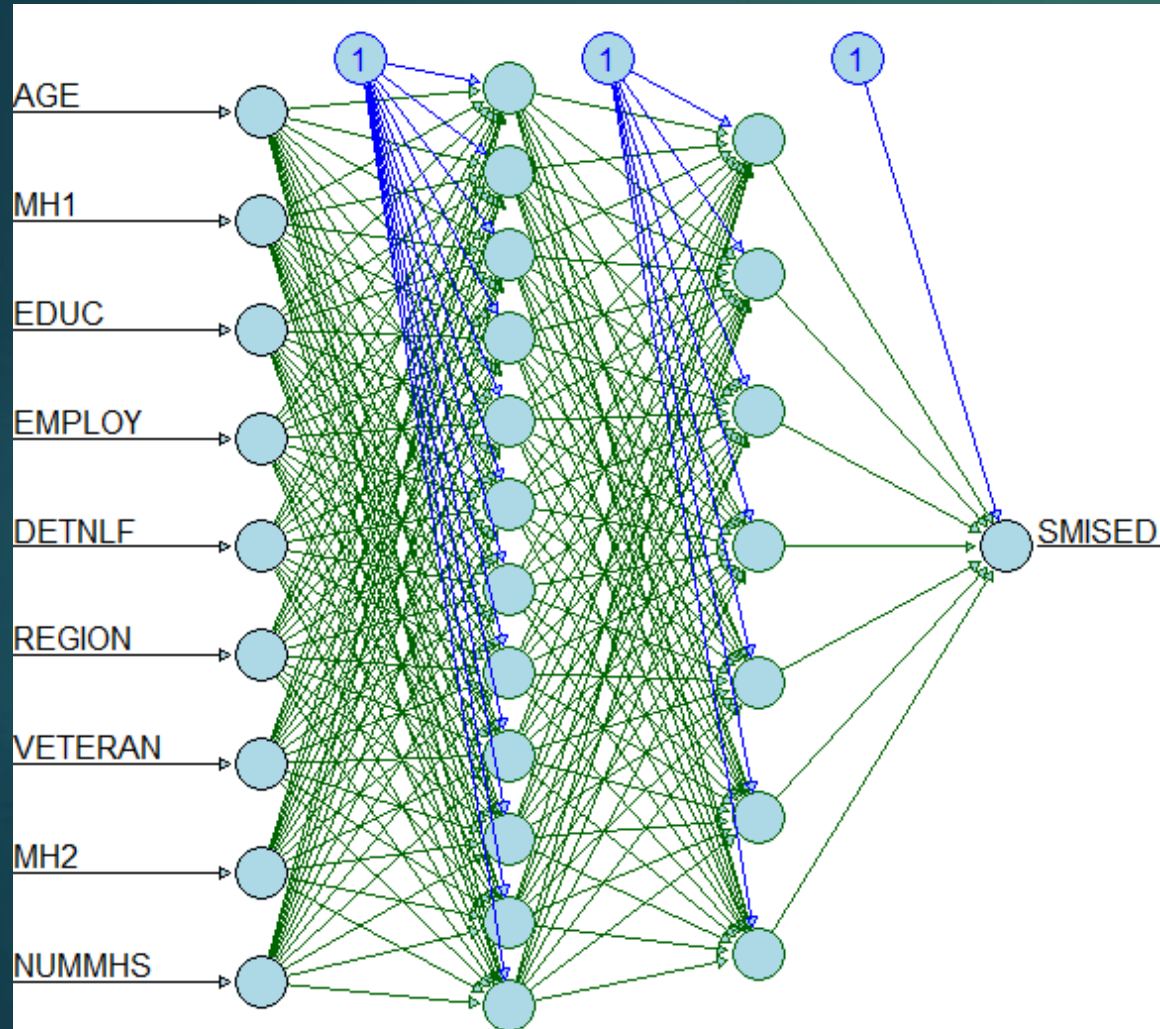 1
1
1
AGE
MH1
EDUC
EMPLOY
DETNLF
REGION
VETERAN
MH2
NUMMHS
SMISED